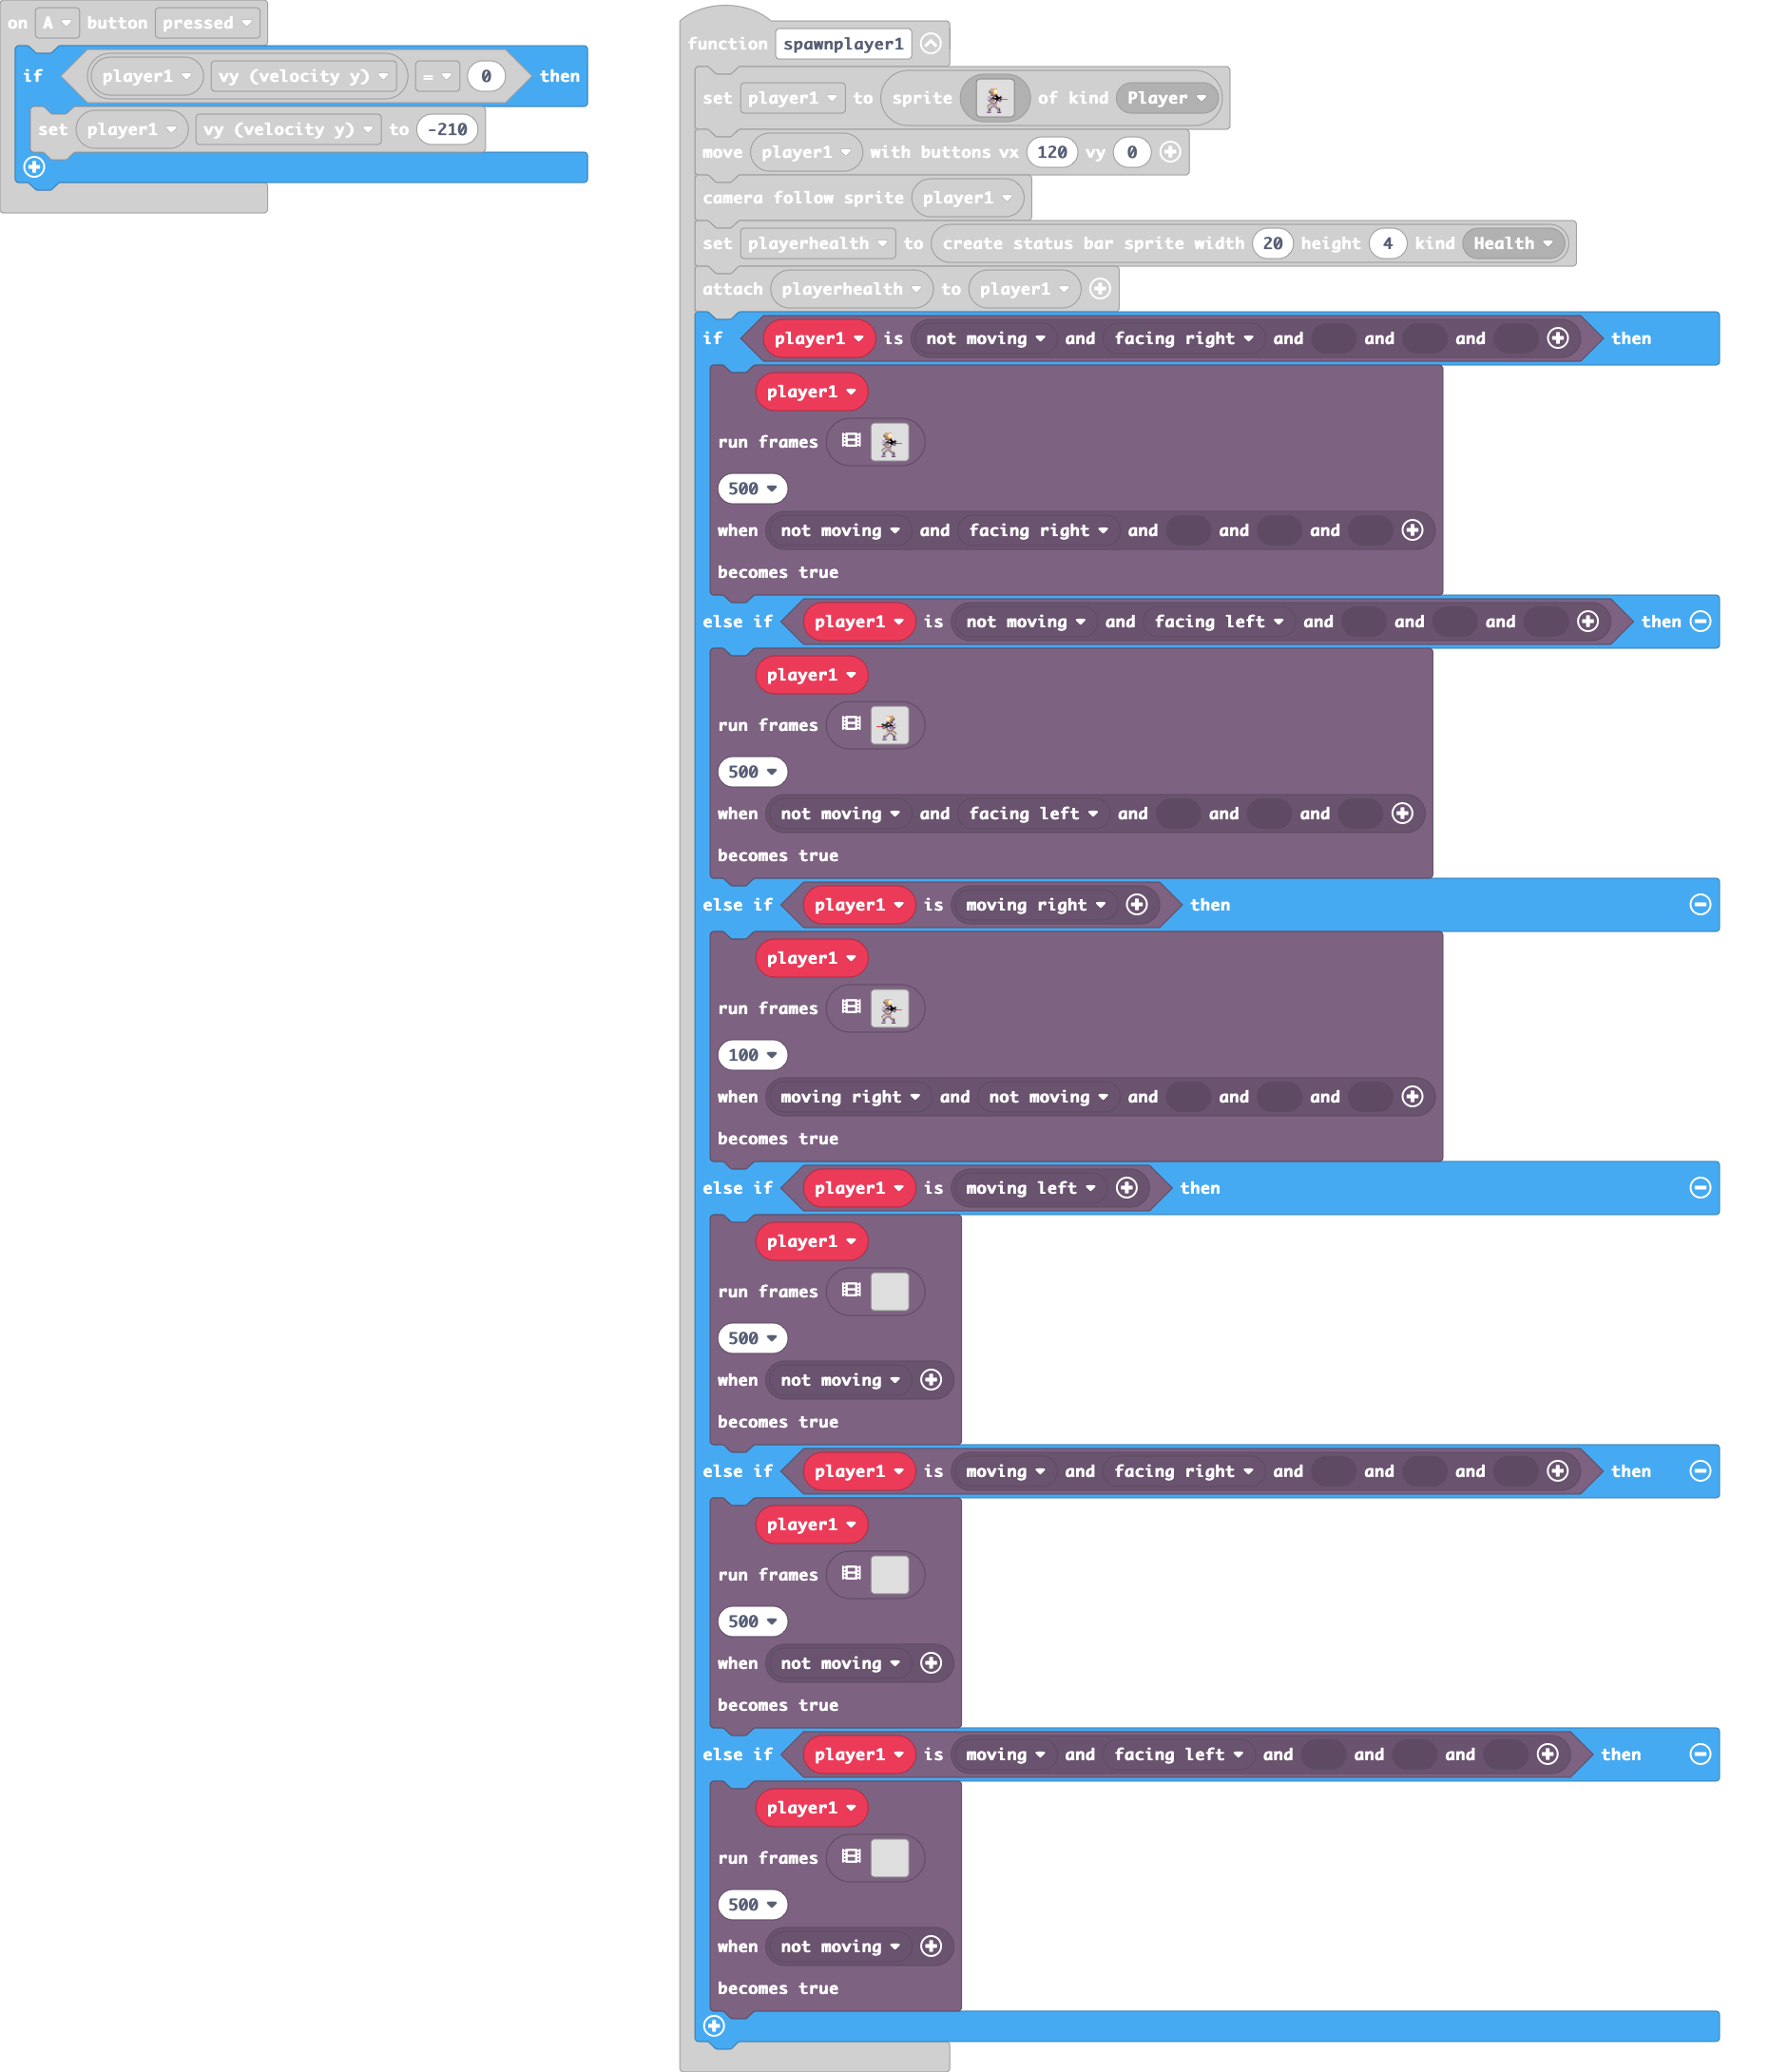 on A button pressed
if player1 vy (velocity y) = 0 then
set player1 vy (velocity y) to -210
function spawnplayer1
set player1 to sprite of kind Player
move player1 with buttons vx 120 vy 0
camera follow sprite player1
set playerhealth to create status bar sprite width 20 height 4 kind Health
attach playerhealth to player1
if player1 is not moving and facing right and and and then
player1
run frames
500
when not moving and facing right and and and
becomes true
else if player1 is not moving and facing left and and and then
player1
run frames
500
when not moving and facing left and and and
becomes true
else if player1 is moving right then
player1
run frames
100
when moving right and not moving and and and
becomes true
else if player1 is moving left then
player1
run frames
500
when not moving
becomes true
else if player1 is moving and facing right and and and then
player1
run frames
500
when not moving
becomes true
else if player1 is moving and facing left and and and then
player1
run frames
500
when not moving
becomes true